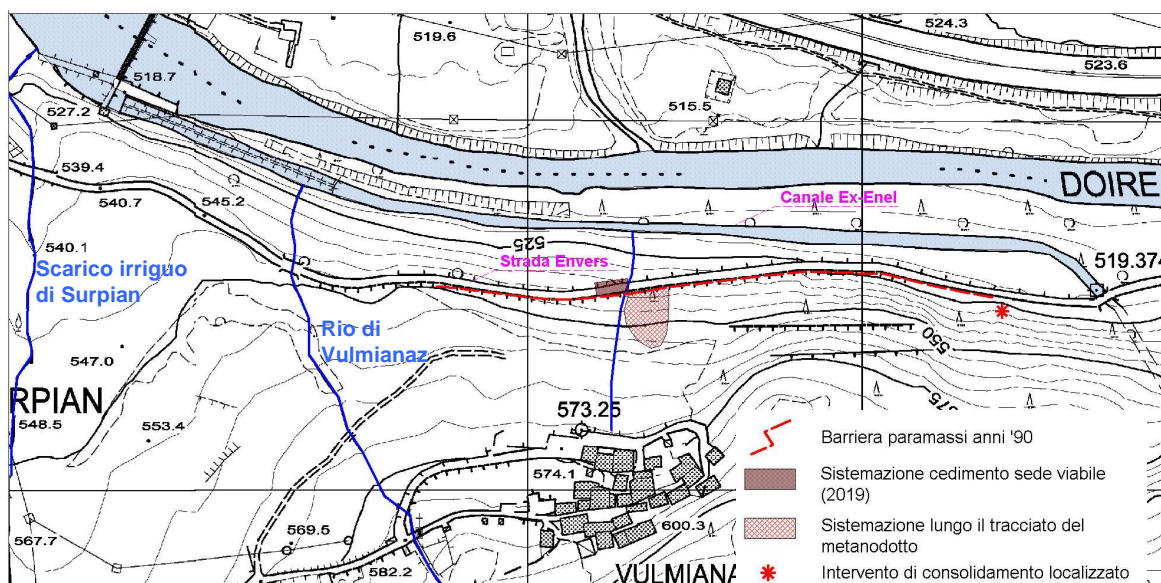 524.3
519.6
523.6
518.7
515.5
527.2
DOIRE
539.4
Canale Ex-Enel
540.7
545.2
525
540.1
Strada Envers
519.374
Scarico irriguo
di Surpian
Rio di
Vulmianaz
547.0
550
RPIAN
548.5
553.4
573.25
575
574.1
569.5
567.7
600.3
582.2
VULMIANA
Barriera paramassi anni '90
Sistemazione cedimento sede viabile
(2019)
Sistemazione lungo il tracciato del
metanodotto
Intervento di consolidamento localizzato